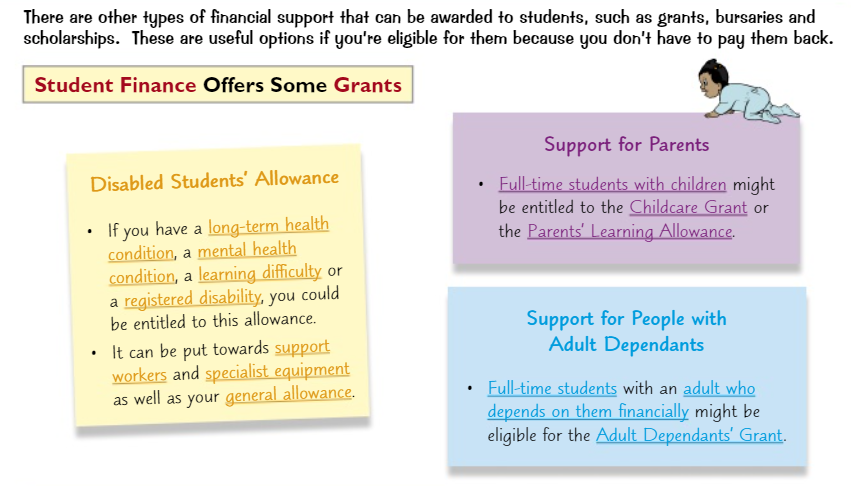 There are other types of financial support that can be awarded to students, such as grants, bursaries and
scholarships. These are useful options if you're eligible for them because you don't have to pay them back.
Student Finance Offers Some Grants
Disabled Students' Allowance
• If you have a long-term health
condition, a mental health
condition, a learning difficulty or
a registered disability, you could
be entitled to this allowance.
• It can be put towards support
workers and specialist equipment
as well as your general allowance.
Support for Parents
• Full-time students with children might
be entitled to the Childcare Grant or
the Parents' Learning Allowance.
Support for People with
Adult Dependants
• Full-time students with an adult who
depends on them financially might be
eligible for the Adult Dependants' Grant.